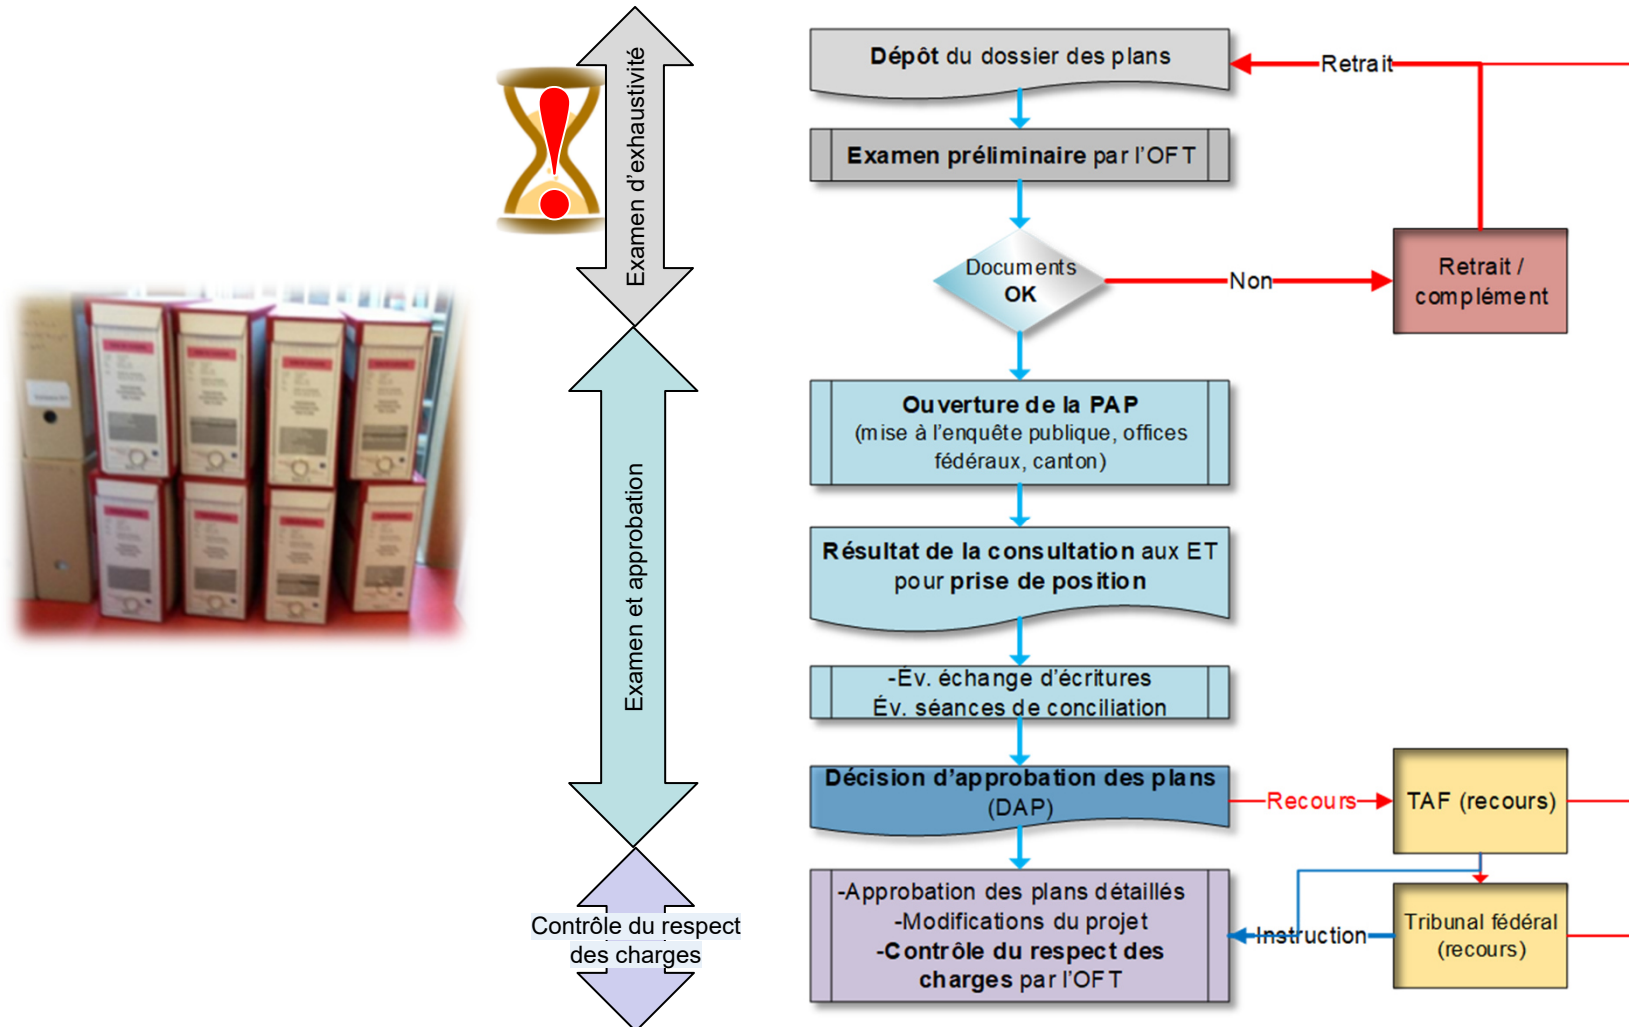 Examen d'exhaustivité
Examen et approbation
Contrôle du respect
des charges
Dépôt du dossier des plans
Retrait
Examen préliminaire par l'OFT
Documents
OK
Non
Retrait /
complément
Ouverture de la PAP
(mise à l'enquête publique, offices
fédéraux, canton)
Résultat de la consultation aux ET
pour prise de position
-Év. échange d'écritures
Év. séances de conciliation
Décision d'approbation des plans
(DAP)
Recours
TAF (recours)
-Approbation des plans détaillés
-Modifications du projet
-Contrôle du respect des
charges par l'OFT
Instruction
Tribunal fédéral
(recours)